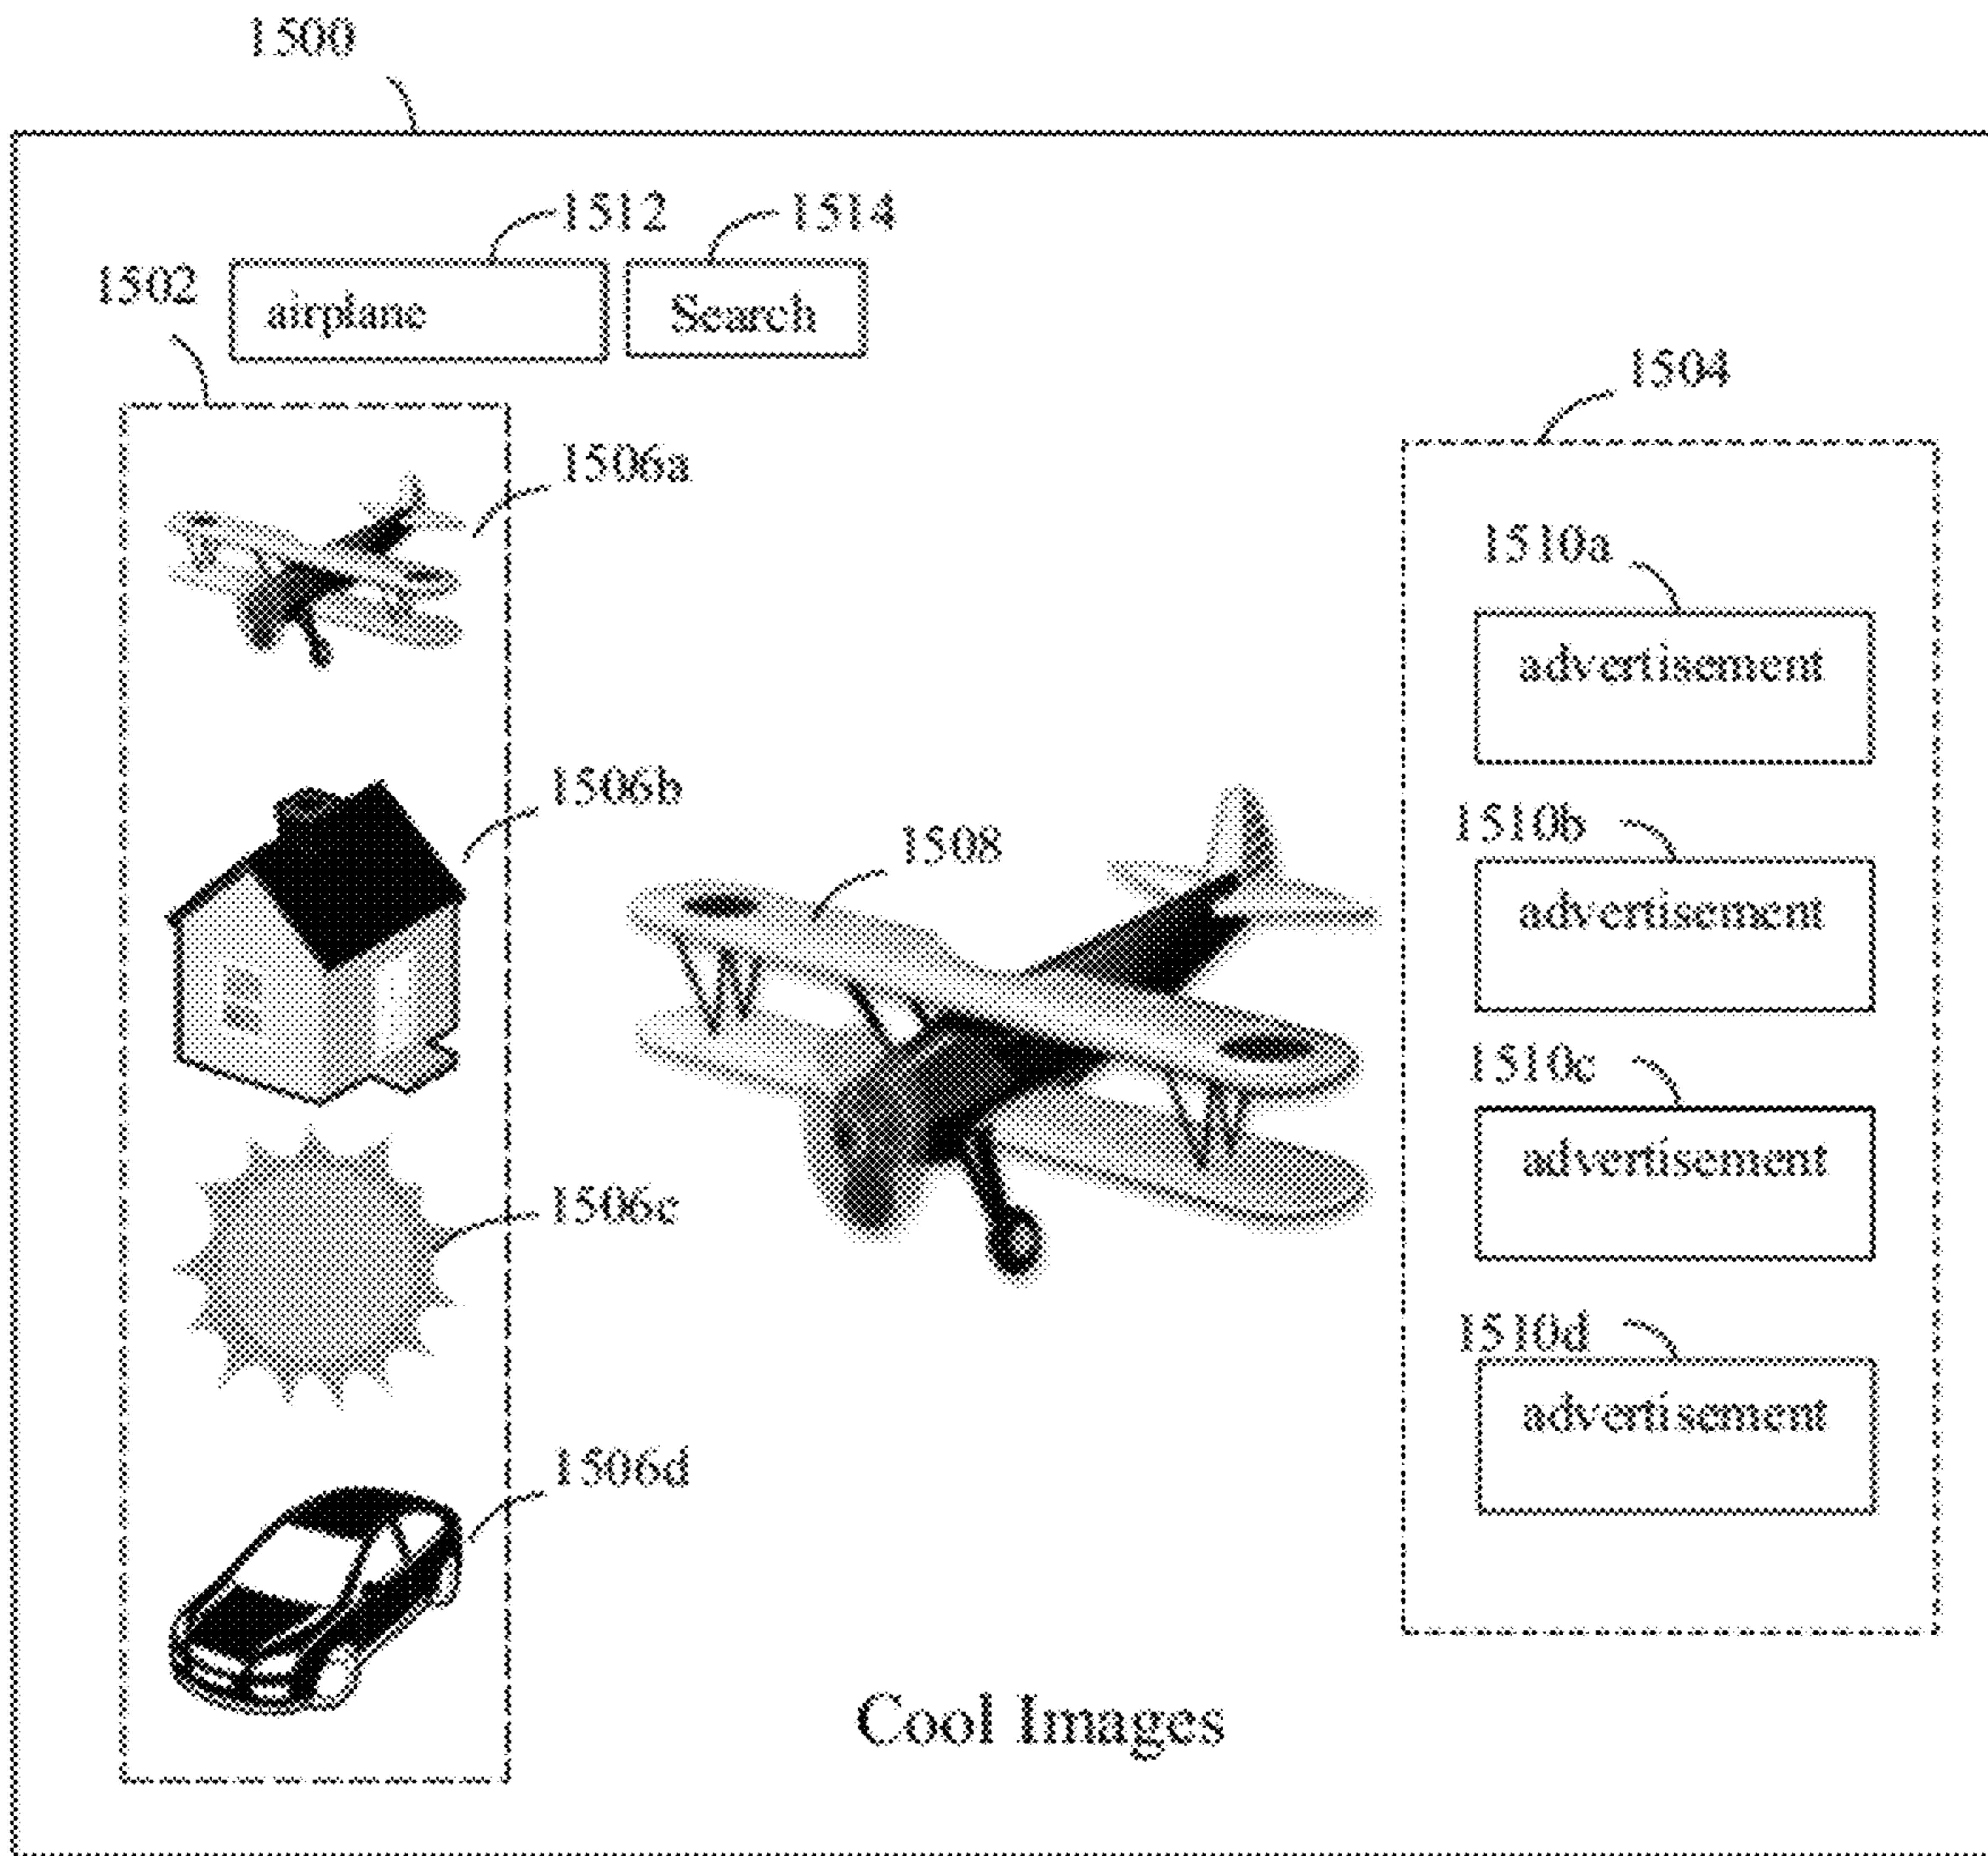 1500
1512
1514
1502
airplane
Search
1504
1506a
1510a
advertisement
1506b
1510b
1508
advertisement
1510c
advertisement
1506c
1510d
advertisement
1506d
Cool Images